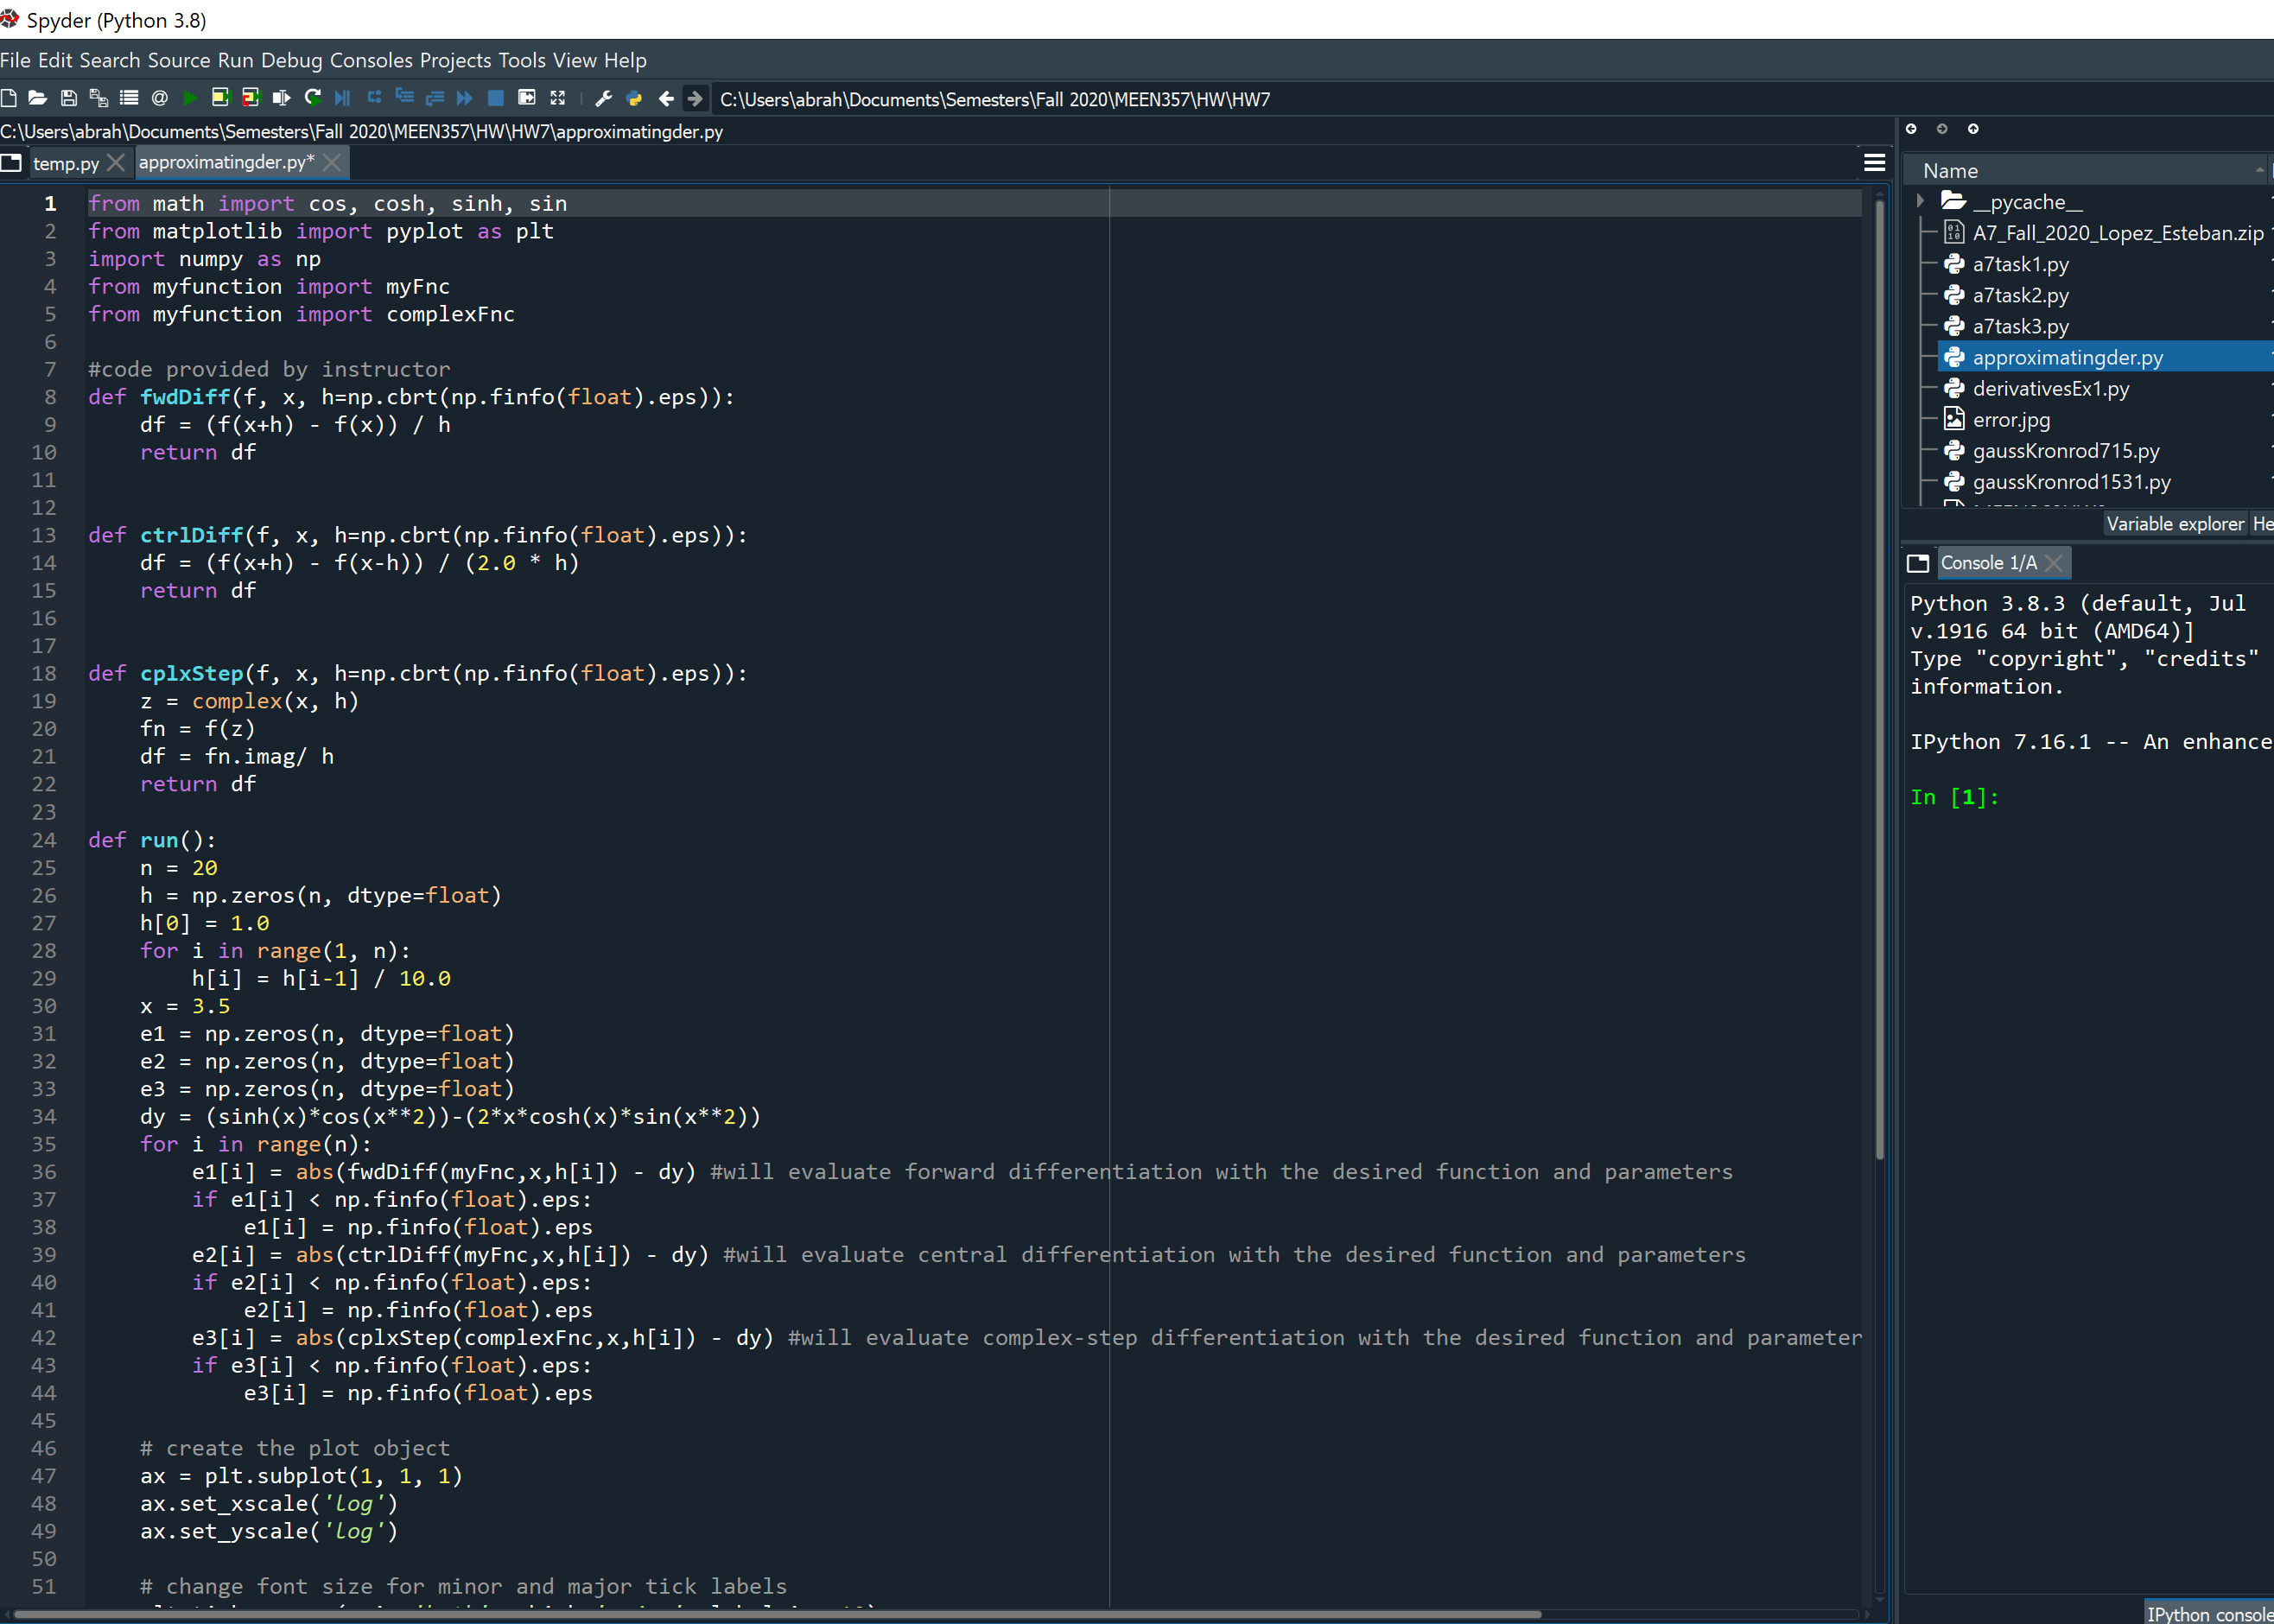 Spyder (Python 3.8)
File Edit Search Source Run Debug Consoles Projects Tools View Help
C:\Users\abrah\Documents\Semesters\Fall 2020\MEEN357\HW\HW7
C:\Users\abrah\Documents\Semesters\Fall 2020\MEEN357\HW\HW7\approximatingder.py
temp.py approximatingder.py*
1 from math import cos, cosh, sinh, sin
2 from matplotlib import pyplot as plt
3 import numpy as np
4 from myfunction import myFnc
5 from myfunction import complexFnc
6
7 #code provided by instructor
8 def fwdDiff(f, x, h=np.cbrt(np.finfo(float).eps)):
9     df = (f(x+h) - f(x)) / h
10     return df
11
12
13 def ctrlDiff(f, x, h=np.cbrt(np.finfo(float).eps)):
14     df = (f(x+h) - f(x-h)) / (2.0 * h)
15     return df
16
17
18 def cplxStep(f, x, h=np.cbrt(np.finfo(float).eps)):
19     z = complex(x, h)
20     fn = f(z)
21     df = fn.imag/ h
22     return df
23
24 def run():
25     n = 20
26     h = np.zeros(n, dtype=float)
27     h[0] = 1.0
28     for i in range(1, n):
29         h[i] = h[i-1] / 10.0
30     x = 3.5
31     e1 = np.zeros(n, dtype=float)
32     e2 = np.zeros(n, dtype=float)
33     e3 = np.zeros(n, dtype=float)
34     dy = (sinh(x)*cos(x**2))-(2*x*cosh(x)*sin(x**2))
35     for i in range(n):
36         e1[i] = abs(fwdDiff(myFnc,x,h[i]) - dy) #will evaluate forward differentiation with the desired function and parameters
37         if e1[i] < np.finfo(float).eps:
38             e1[i] = np.finfo(float).eps
39         e2[i] = abs(ctrlDiff(myFnc,x,h[i]) - dy) #will evaluate central differentiation with the desired function and parameters
40         if e2[i] < np.finfo(float).eps:
41             e2[i] = np.finfo(float).eps
42         e3[i] = abs(cplxStep(complexFnc,x,h[i]) - dy) #will evaluate complex-step differentiation with the desired function and parameter
43         if e3[i] < np.finfo(float).eps:
44             e3[i] = np.finfo(float).eps
45
46     # create the plot object
47     ax = plt.subplot(1, 1, 1)
48     ax.set_xscale('log')
49     ax.set_yscale('log')
50
51     # change font size for minor and major tick labels
Name
__pycache__
A7_Fall_2020_Lopez_Esteban.zip
a7task1.py
a7task2.py
a7task3.py
approximatingder.py
derivativesEx1.py
error.jpg
gaussKronrod715.py
gaussKronrod1531.py
Variable explorer He
Console 1/A
Python 3.8.3 (default, Jul
v.1916 64 bit (AMD64)]
Type "copyright", "credits"
information.
IPython 7.16.1 -- An enhance
In [1]:
IPython console